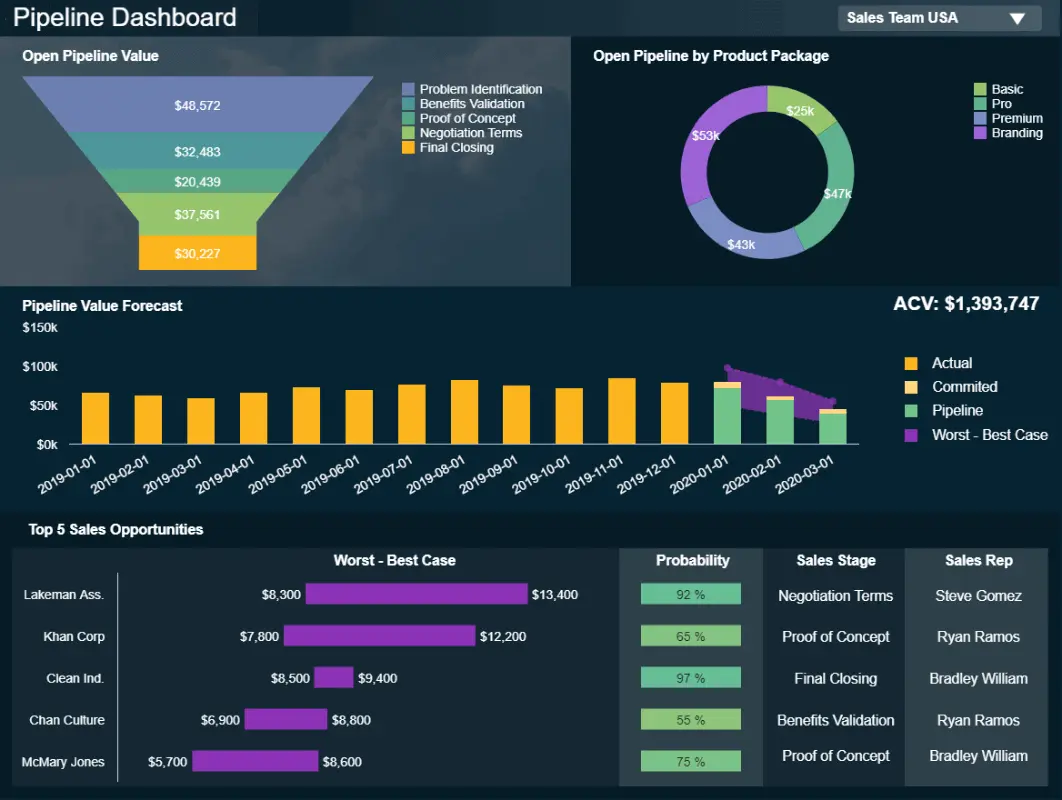 Pipeline Dashboard
Sales Team USA
Open Pipeline Value
$48,572
$32,483
$20,439
$37,561
$30,227
Problem Identification
Benefits Validation
Proof of Concept
Negotiation Terms
Final Closing
Open Pipeline by Product Package
$25k
$53k
$47k
$43k
Basic
Pro
Premium
Branding
Pipeline Value Forecast
ACV: $1,393,747
$150k
$100k
$50k
$0k
2019-01-01
2019-02-01
2019-03-01
2019-04-01
2019-05-01
2019-06-01
2019-07-01
2019-08-01
2019-09-01
2019-10-01
2019-11-01
2019-12-01
2020-01-01
2020-02-01
2020-03-01
Actual
Commited
Pipeline
Worst - Best Case
Top 5 Sales Opportunities
Worst - Best Case Probability Sales Stage Sales Rep
Lakeman Ass. $8,300 $13,400 92 % Negotiation Terms Steve Gomez
Khan Corp $7,800 $12,200 65 % Proof of Concept Ryan Ramos
Clean Ind. $8,500 $9,400 97 % Final Closing Bradley William
Chan Culture $6,900 $8,800 55 % Benefits Validation Ryan Ramos
McMary Jones $5,700 $8,600 75 % Proof of Concept Bradley William